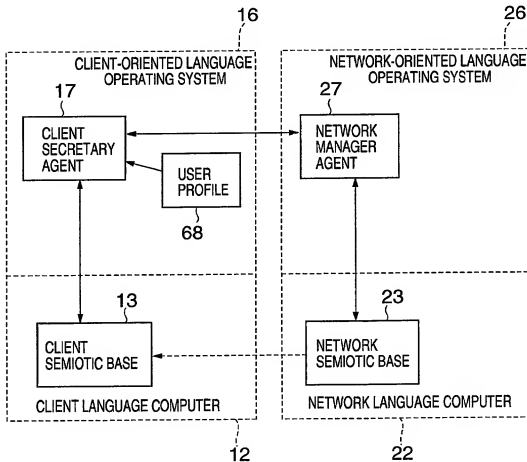 16
26
CLIENT-ORIENTED LANGUAGE
OPERATING SYSTEM
NETWORK-ORIENTED LANGUAGE
OPERATING SYSTEM
17
27
CLIENT
SECRETARY
AGENT
NETWORK
MANAGER
AGENT
USER
PROFILE
68
13
23
CLIENT
SEMIOTIC BASE
NETWORK
SEMIOTIC BASE
CLIENT LANGUAGE COMPUTER
NETWORK LANGUAGE COMPUTER
12
22